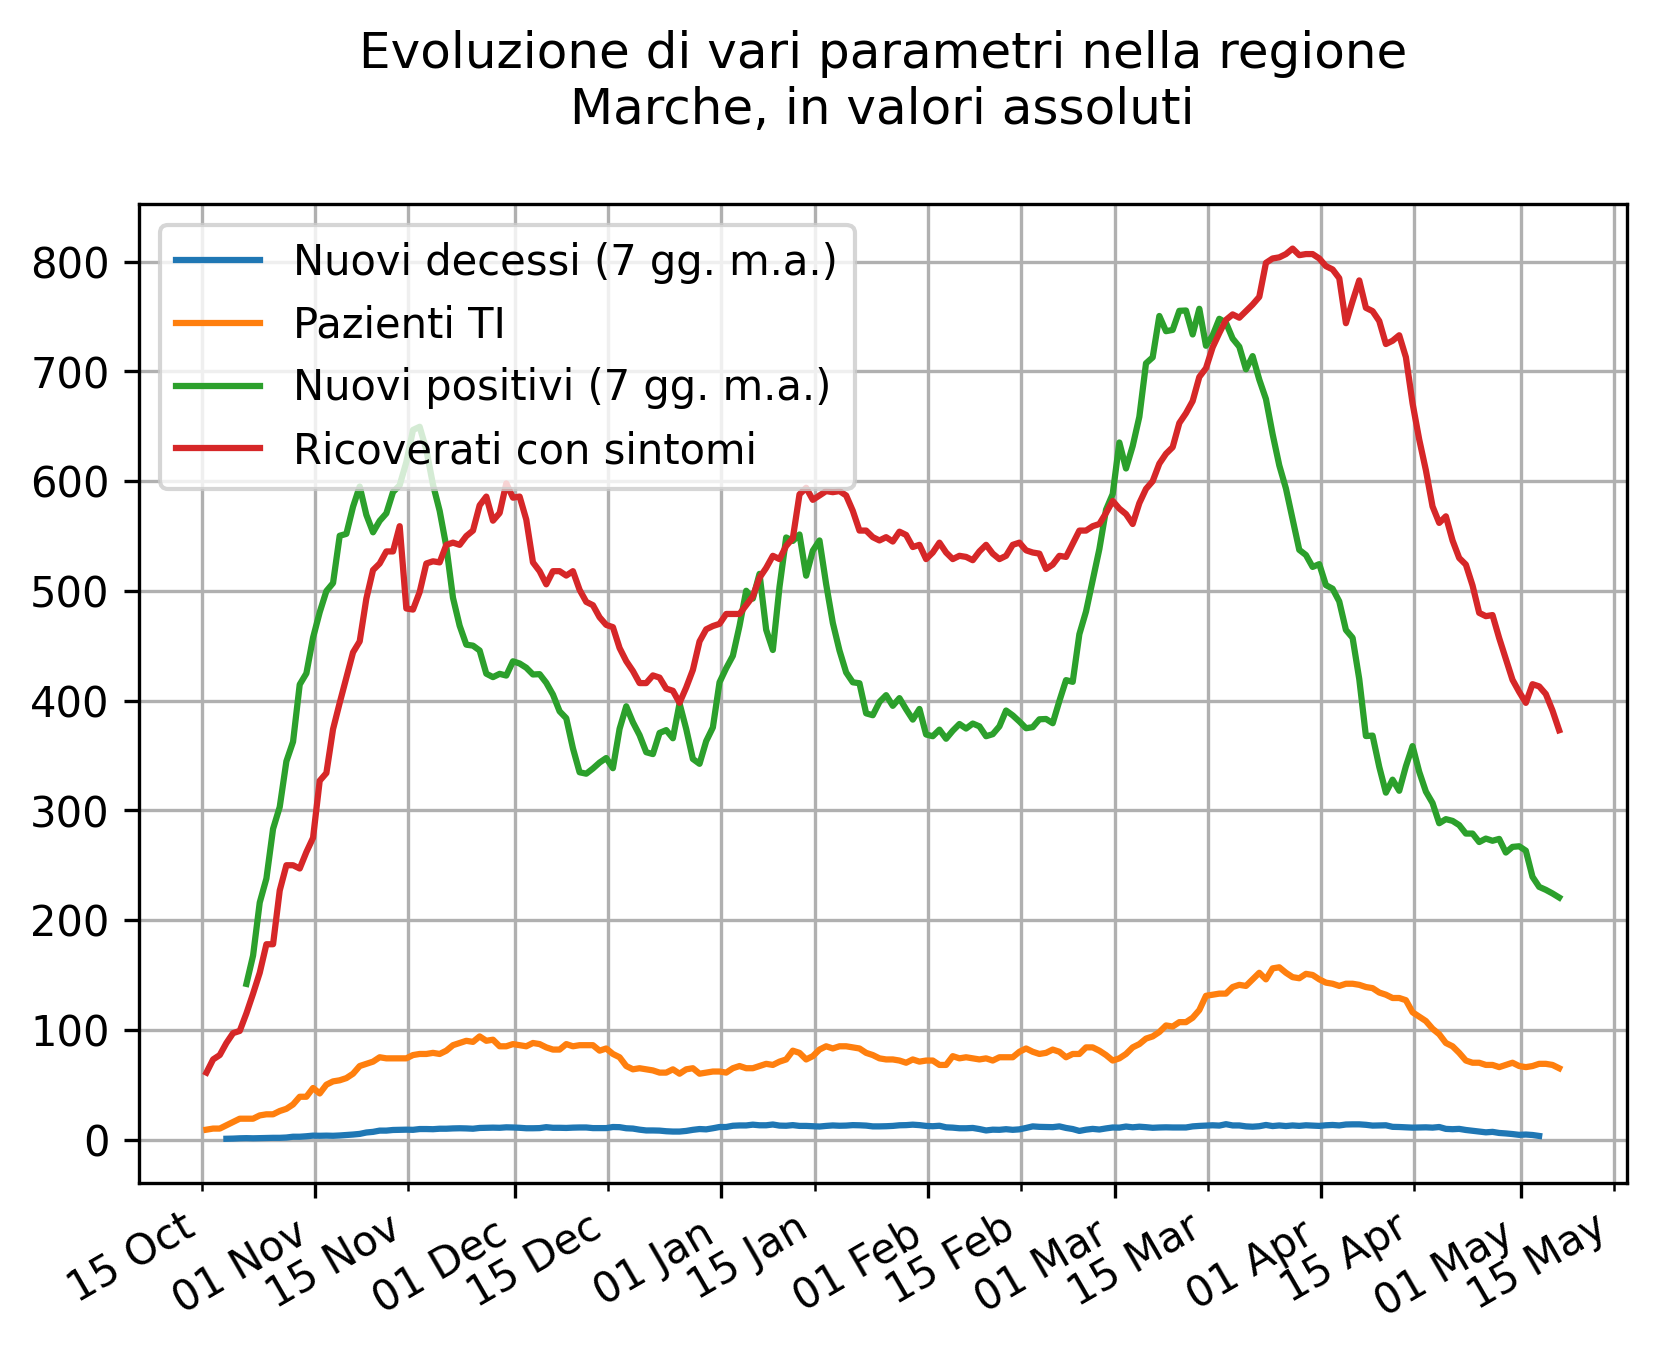 Evoluzione di vari parametri nella regione
Marche, in valori assoluti
Nuovi decessi (7 gg. m.a.)
Pazienti TI
Nuovi positivi (7 gg. m.a.)
Ricoverati con sintomi
800
700
600
500
400
300
200
100
0
15 Oct
01 Nov
15 Nov
01 Dec
15 Dec
01 Jan
15 Jan
01 Feb
15 Feb
01 Mar
15 Mar
01 Apr
15 Apr
01 May
15 May